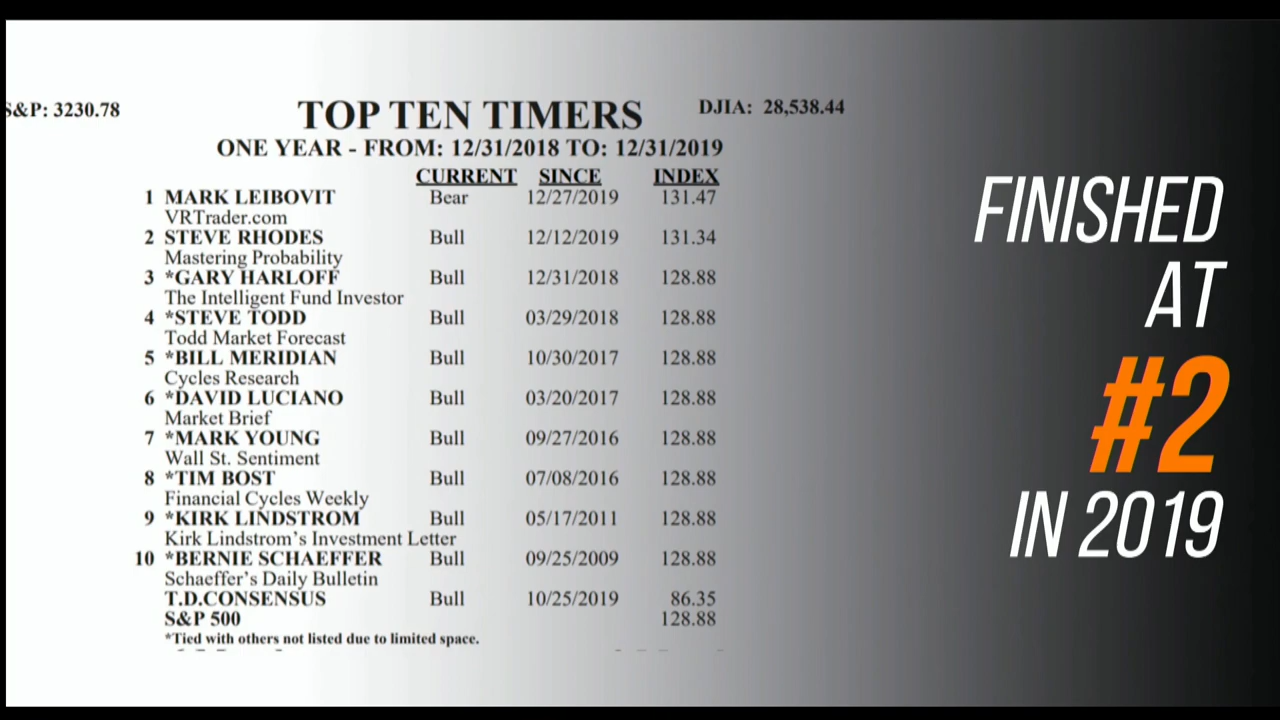 S&P: 3230.78
TOP TEN TIMERS
DJIA: 28,538.44
ONE YEAR - FROM: 12/31/2018 TO: 12/31/2019
CURRENT SINCE INDEX
1 MARK LEIBOVIT Bear 12/27/2019 131.47
VRTrader.com
2 STEVE RHODES Bull 12/12/2019 131.34
Mastering Probability
3 *GARY HARLOFF Bull 12/31/2018 128.88
The Intelligent Fund Investor
4 *STEVE TODD Bull 03/29/2018 128.88
Todd Market Forecast
5 *BILL MERIDIAN Bull 10/30/2017 128.88
Cycles Research
6 *DAVID LUCIANO Bull 03/20/2017 128.88
Market Brief
7 *MARK YOUNG Bull 09/27/2016 128.88
Wall St. Sentiment
8 *TIM BOST Bull 07/08/2016 128.88
Financial Cycles Weekly
9 *KIRK LINDSTROM Bull 05/17/2011 128.88
Kirk Lindstrom's Investment Letter
10 *BERNIE SCHAEFFER Bull 09/25/2009 128.88
Schaeffer's Daily Bulletin
T.D.CONSENSUS Bull 10/25/2019 86.35
S&P 500 128.88
*Tied with others not listed due to limited space.
FINISHED
AT
#2
IN 2019